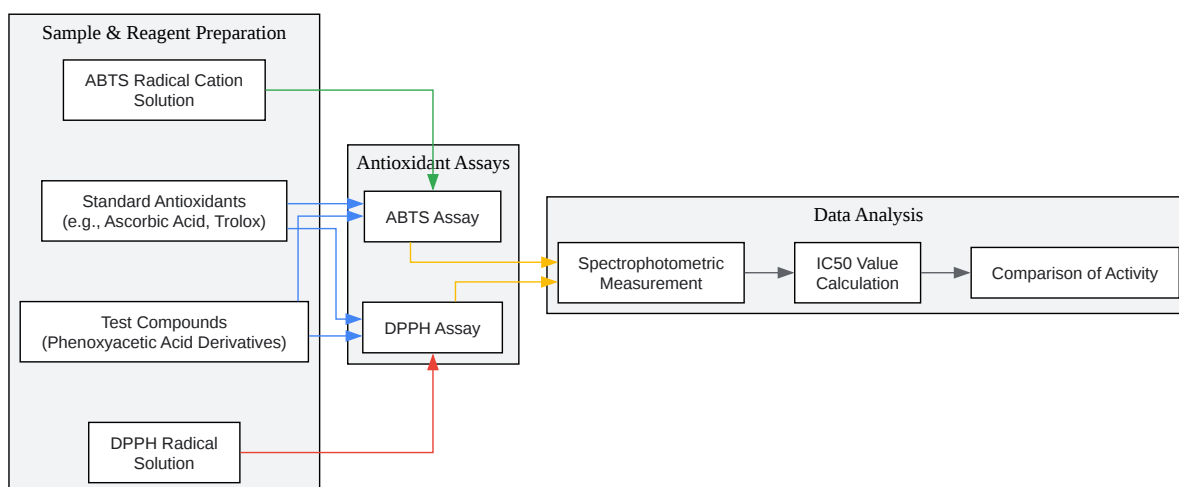 Sample & Reagent Preparation
ABTS Radical Cation
Solution
Standard Antioxidants
(e.g., Ascorbic Acid, Trolox)
Test Compounds
(Phenoxyacetic Acid Derivatives)
DPPH Radical
Solution
Antioxidant Assays
ABTS Assay
DPPH Assay
Data Analysis
Spectrophotometric
Measurement
IC50 Value
Calculation
Comparison of Activity